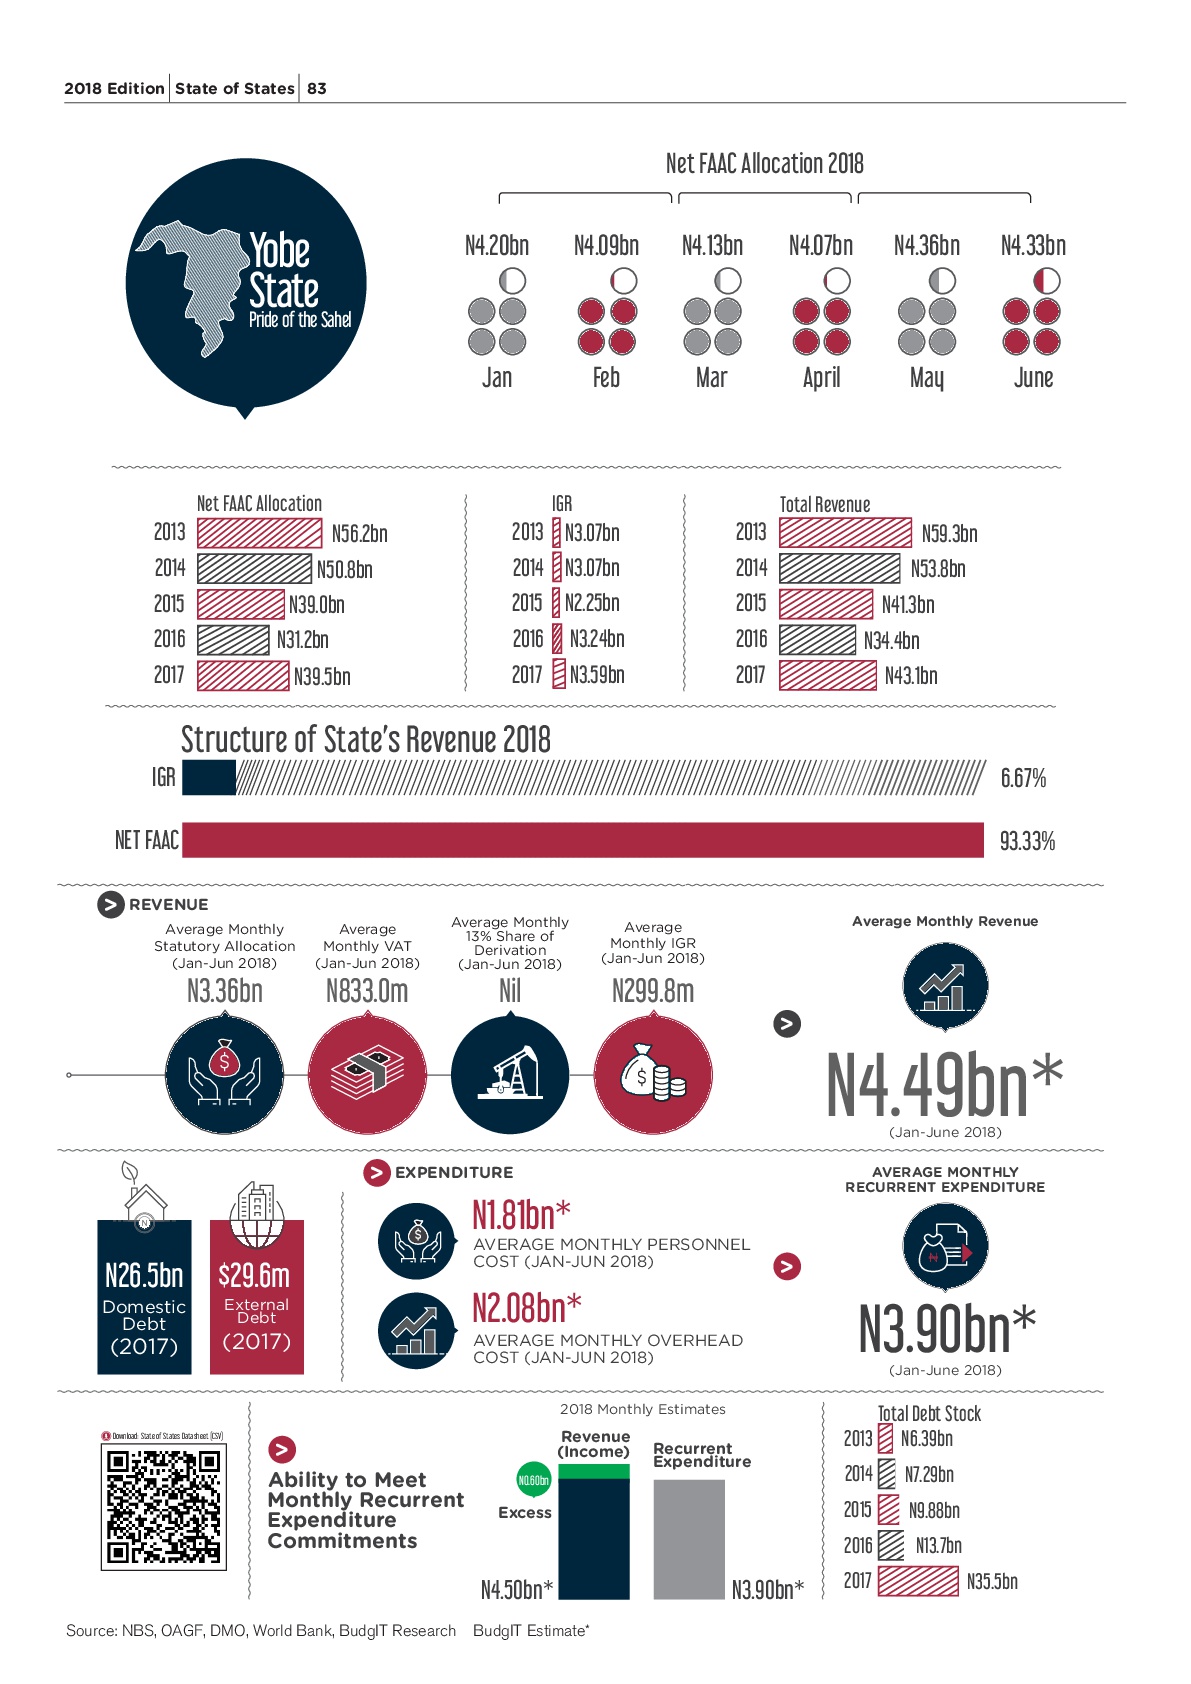 2018 Edition | State of States | 83
Net FAAC Allocation 2018
Yobe
State
Pride of the Sahel
N4.20bn N4.09bn N4.13bn N4.07bn N4.36bn N4.33bn
Jan Feb Mar April May June
Net FAAC Allocation
2013 N56.2bn
2014 N50.8bn
2015 N39.0bn
2016 N31.2bn
2017 N39.5bn
IGR
2013 N3.07bn
2014 N3.07bn
2015 N2.25bn
2016 N3.24bn
2017 N3.59bn
Total Revenue
2013 N59.3bn
2014 N53.8bn
2015 N41.3bn
2016 N34.4bn
2017 N43.1bn
Structure of State's Revenue 2018
IGR 6.67%
NET FAAC 93.33%
> REVENUE
Average Monthly
Statutory Allocation
(Jan-Jun 2018)
N3.36bn
Average
Monthly VAT
(Jan-Jun 2018)
N833.0m
Average Monthly
13% Share of
Derivation
(Jan-Jun 2018)
Nil
Average
Monthly IGR
(Jan-Jun 2018)
N299.8m
>
Average Monthly Revenue
N4.49bn*
(Jan-June 2018)
N
N26.5bn
Domestic
Debt
(2017)
$29.6m
External
Debt
(2017)
> EXPENDITURE
N1.81bn*
AVERAGE MONTHLY PERSONNEL
COST (JAN-JUN 2018)
N2.08bn*
AVERAGE MONTHLY OVERHEAD
COST (JAN-JUN 2018)
>
AVERAGE MONTHLY
RECURRENT EXPENDITURE
N3.90bn*
(Jan-June 2018)
Download: State of States Datasheet (CSV)
>
Ability to Meet
Monthly Recurrent
Expenditure
Commitments
2018 Monthly Estimates
Revenue
(Income)
Recurrent
Expenditure
N0.60bn
Excess
N4.50bn*
N3.90bn*
Total Debt Stock
2013 N6.39bn
2014 N7.29bn
2015 N9.88bn
2016 N13.7bn
2017 N35.5bn
Source: NBS, OAGF, DMO, World Bank, BudgIT Research BudgIT Estimate*